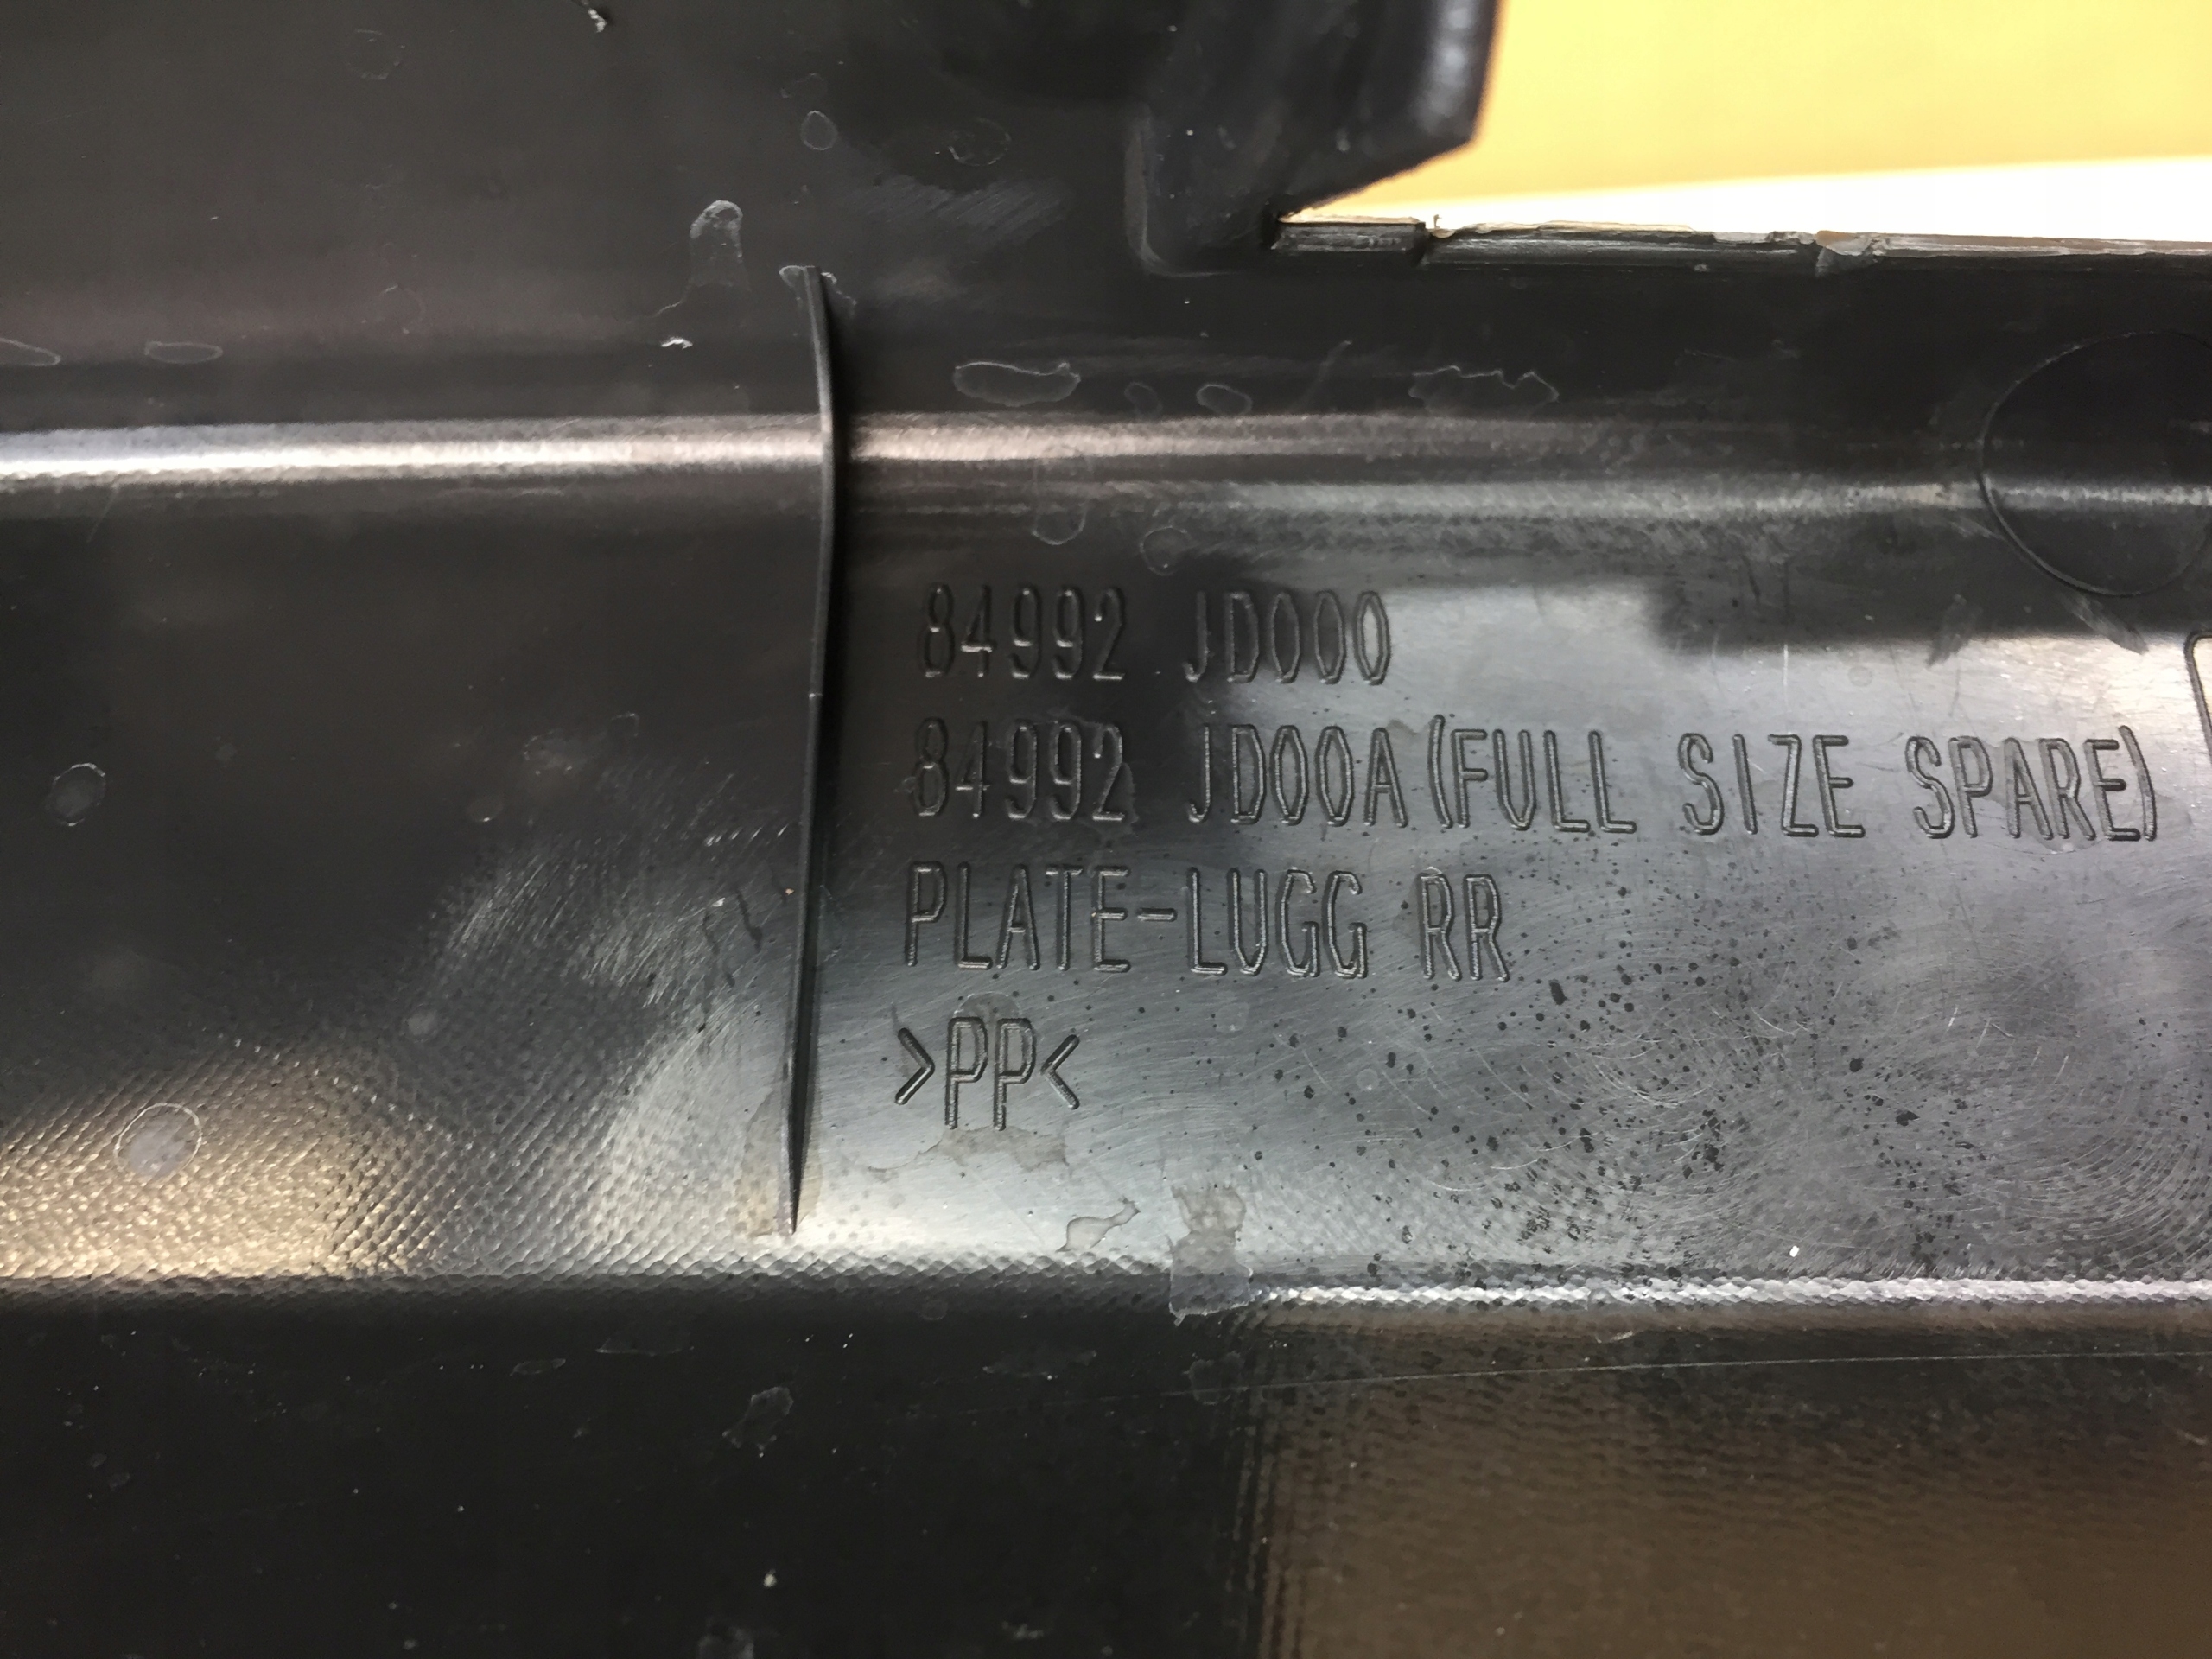 84992 JD000
84992 JD00A(FULL SIZE SPARE)
PLATE-LUGG RR
>PP<